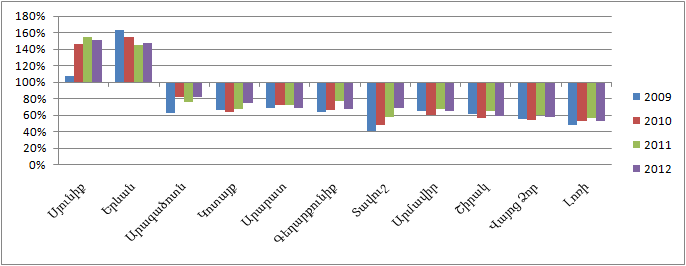 180%
160%
140%
120%
100%
80%
60%
40%
20%
0%
Սյունիք
Երևան
Արագածոտն
Կոտայք
Արարատ
Գեղարքունիք
Տավուշ
Արմավիր
Շիրակ
Վայոց Ձոր
Լոռի
2009
2010
2011
2012